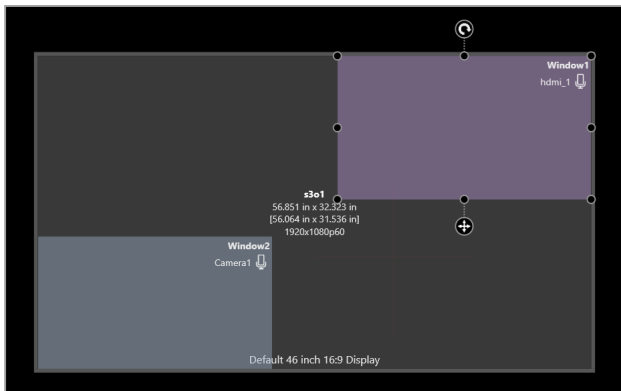 Window1
hdmi_1
s3o1
56.851 in x 32.323 in
[56.064 in x 31.536 in]
1920x1080p60
Window2
Camera1
Default 46 inch 16:9 Display